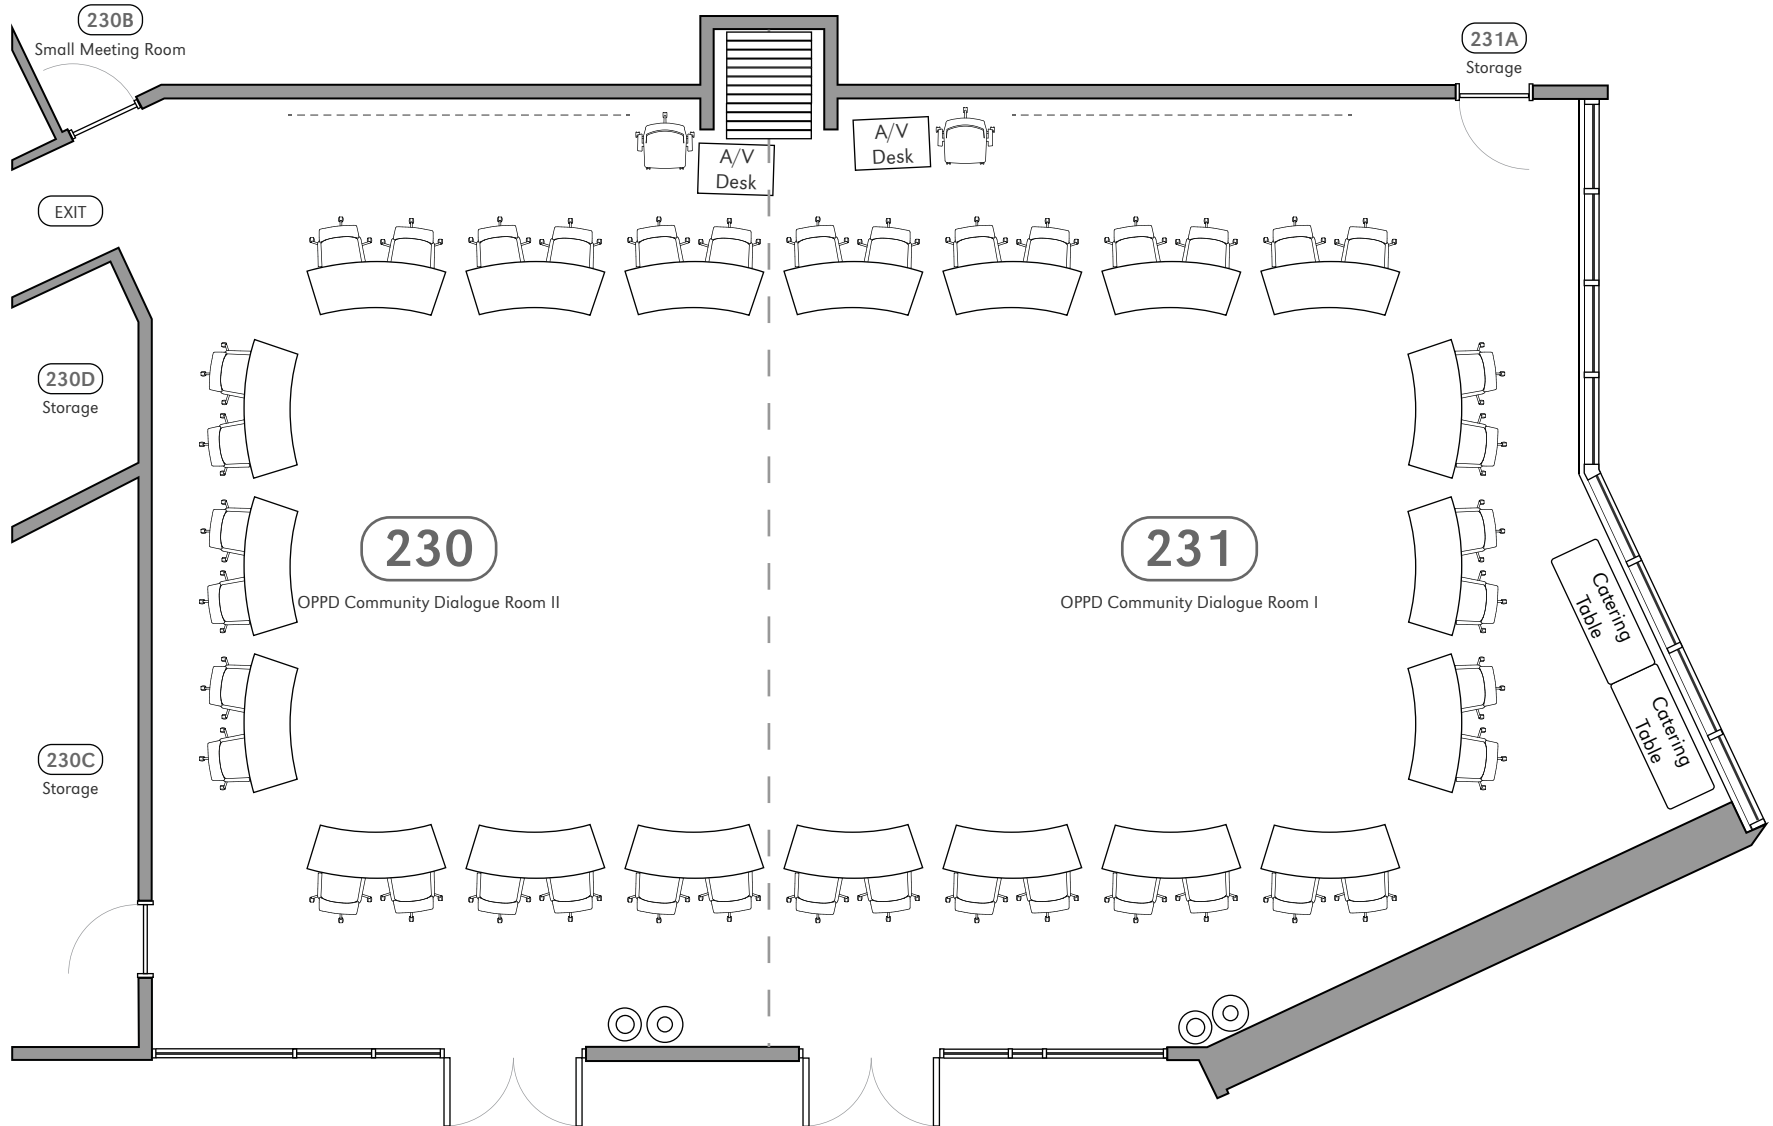 230B
Small Meeting Room
231A
Storage
A/V
Desk
A/V
Desk
EXIT
230D
Storage
230
OPPD Community Dialogue Room II
231
OPPD Community Dialogue Room I
Catering
Table
Catering
Table
230C
Storage